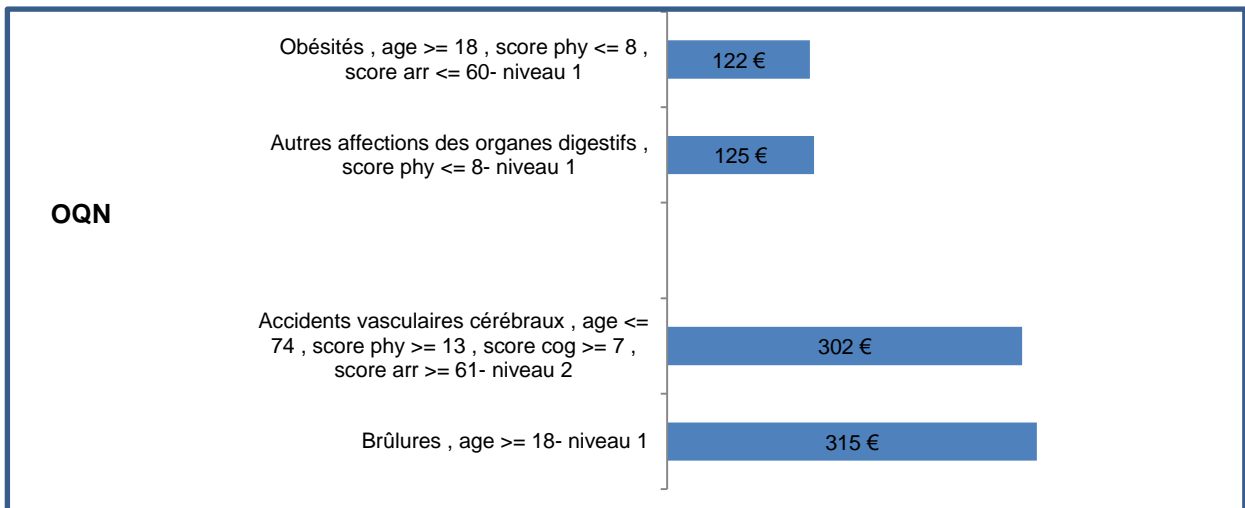 Obésités , age >= 18 , score phy <= 8 ,
score arr <= 60- niveau 1
122 €
Autres affections des organes digestifs ,
score phy <= 8- niveau 1
125 €
OQN
Accidents vasculaires cérébraux , age <=
74 , score phy >= 13 , score cog >= 7 ,
score arr >= 61- niveau 2
302 €
Brûlures , age >= 18- niveau 1
315 €